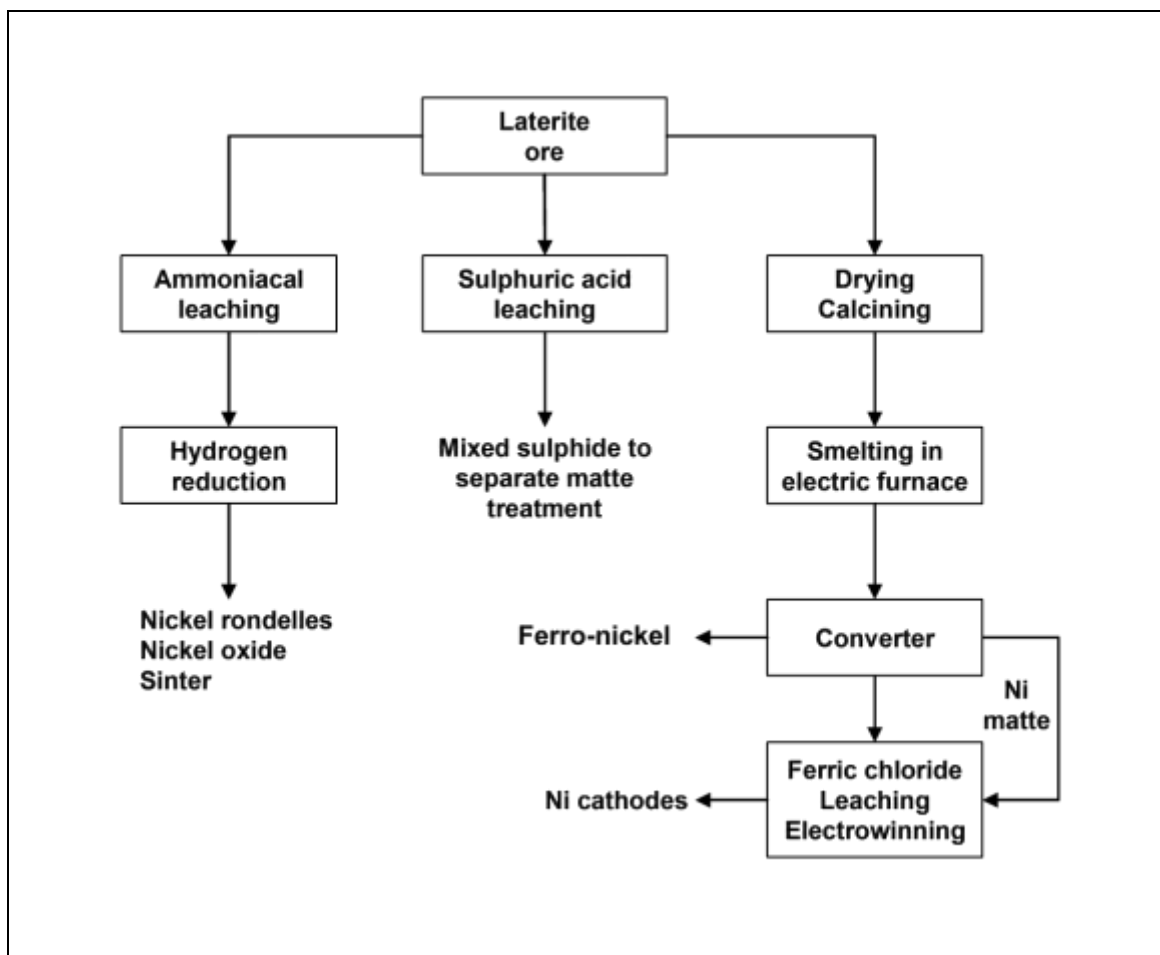 Laterite
ore
Ammoniacal
leaching
Sulphuric acid
leaching
Drying
Calcining
Hydrogen
reduction
Mixed sulphide to
separate matte
treatment
Smelting in
electric furnace
Nickel rondelles
Nickel oxide
Sinter
Ferro-nickel
Converter
Ni
matte
Ni cathodes
Ferric chloride
Leaching
Electrowinning